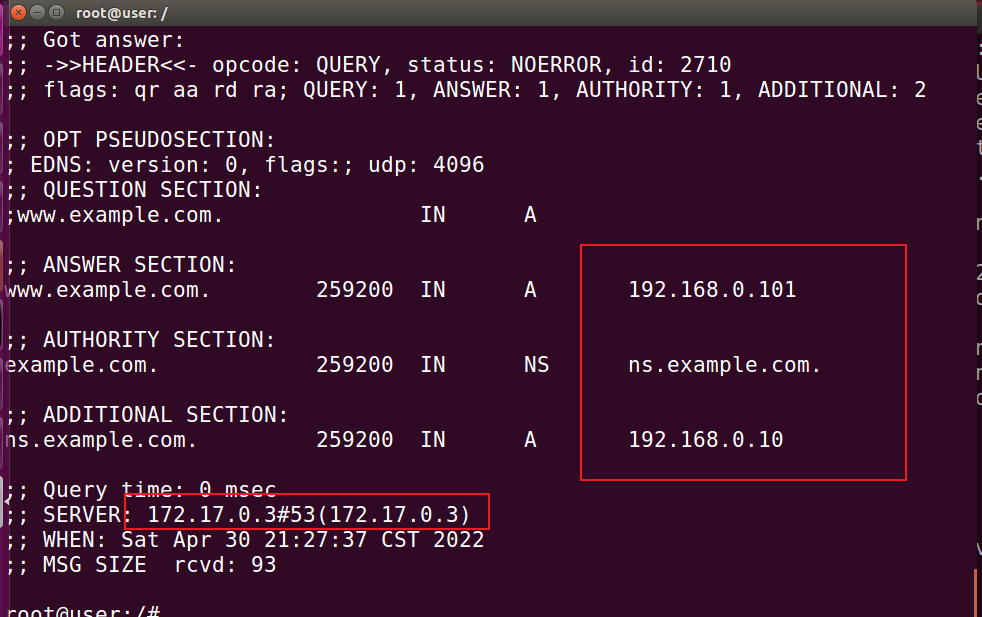 root@user: /
;; Got answer:
;; ->>HEADER<<- opcode: QUERY, status: NOERROR, id: 2710
;; flags: qr aa rd ra; QUERY: 1, ANSWER: 1, AUTHORITY: 1, ADDITIONAL: 2
;; OPT PSEUDOSECTION:
; EDNS: version: 0, flags:; udp: 4096
;; QUESTION SECTION:
;www.example.com. IN A
;; ANSWER SECTION:
www.example.com. 259200 IN A 192.168.0.101
;; AUTHORITY SECTION:
example.com. 259200 IN NS ns.example.com.
;; ADDITIONAL SECTION:
ns.example.com. 259200 IN A 192.168.0.10
;; Query time: 0 msec
;; SERVER: 172.17.0.3#53(172.17.0.3)
;; WHEN: Sat Apr 30 21:27:37 CST 2022
;; MSG SIZE  rcvd: 93
root@user:/#